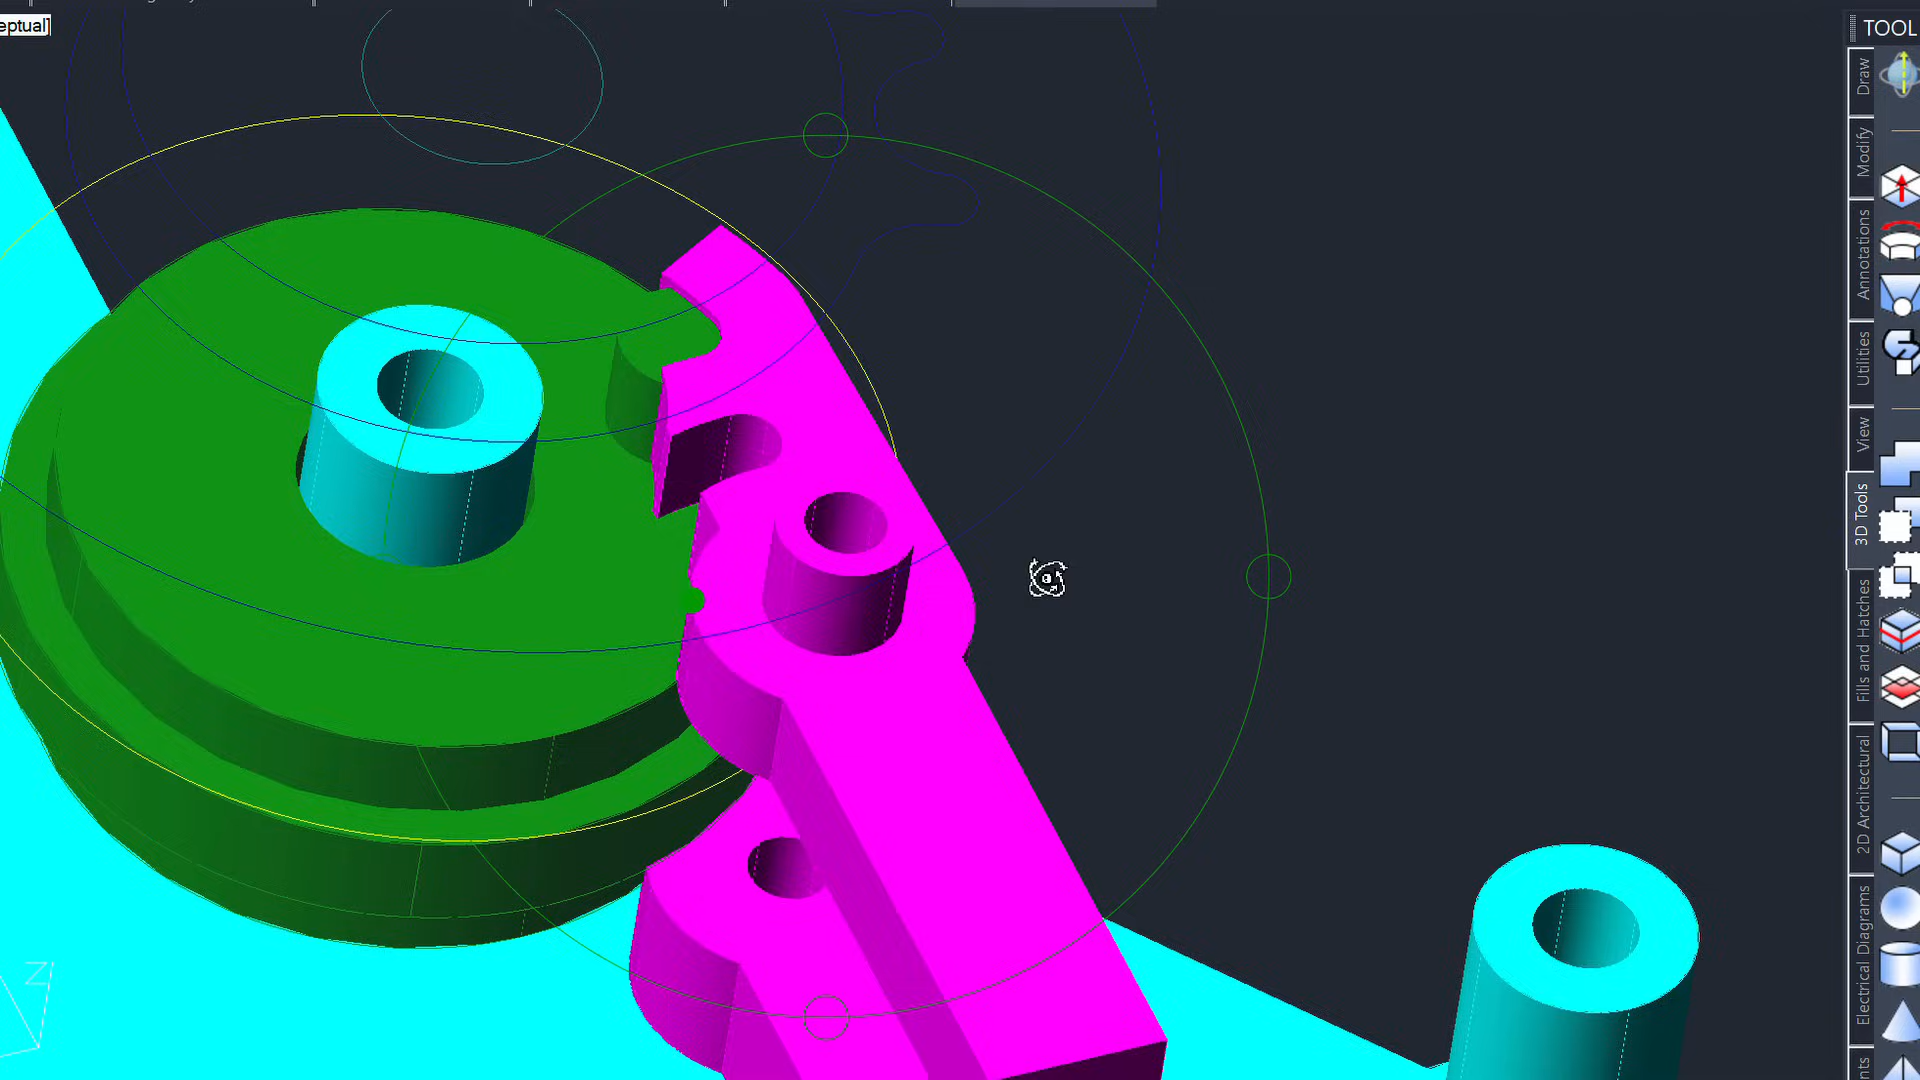 eptual]
TOOL
Draw
Modify
Annotations
Utilities
View
3D Tools
Fills and Hatches
2D Architectural
Electrical Diagrams
nts
Z